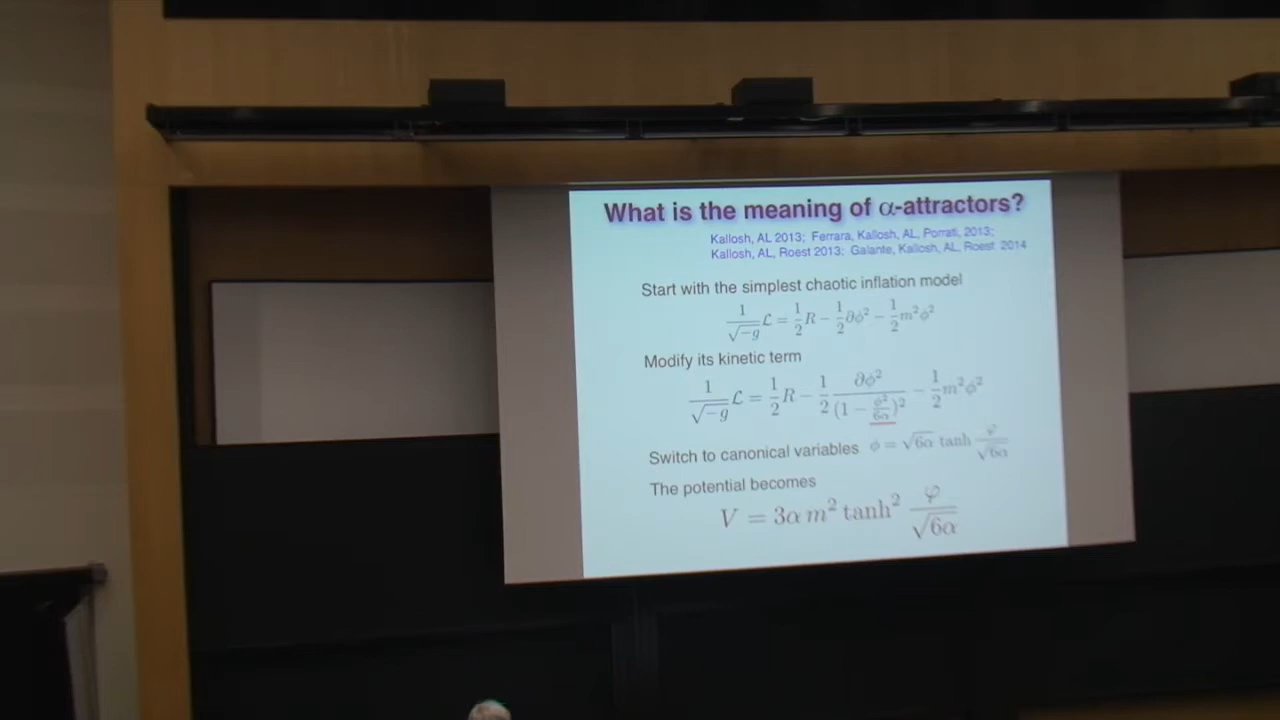 What is the meaning of α-attractors?
Kallosh, AL 2013; Ferrara, Kallosh, AL, Porrati, 2013;
Kallosh, AL, Roest 2013; Galante, Kallosh, AL, Roest 2014
Start with the simplest chaotic inflation model
1/√−g ℒ = 1/2 R − 1/2 ∂ϕ² − 1/2 m²ϕ²
Modify its kinetic term
1/√−g ℒ = 1/2 R − 1/2 ∂ϕ²/(1 − ϕ²/6α)² − 1/2 m²ϕ²
Switch to canonical variables ϕ = √6α tanh φ/√6α
The potential becomes
V = 3α m² tanh² φ/√6α